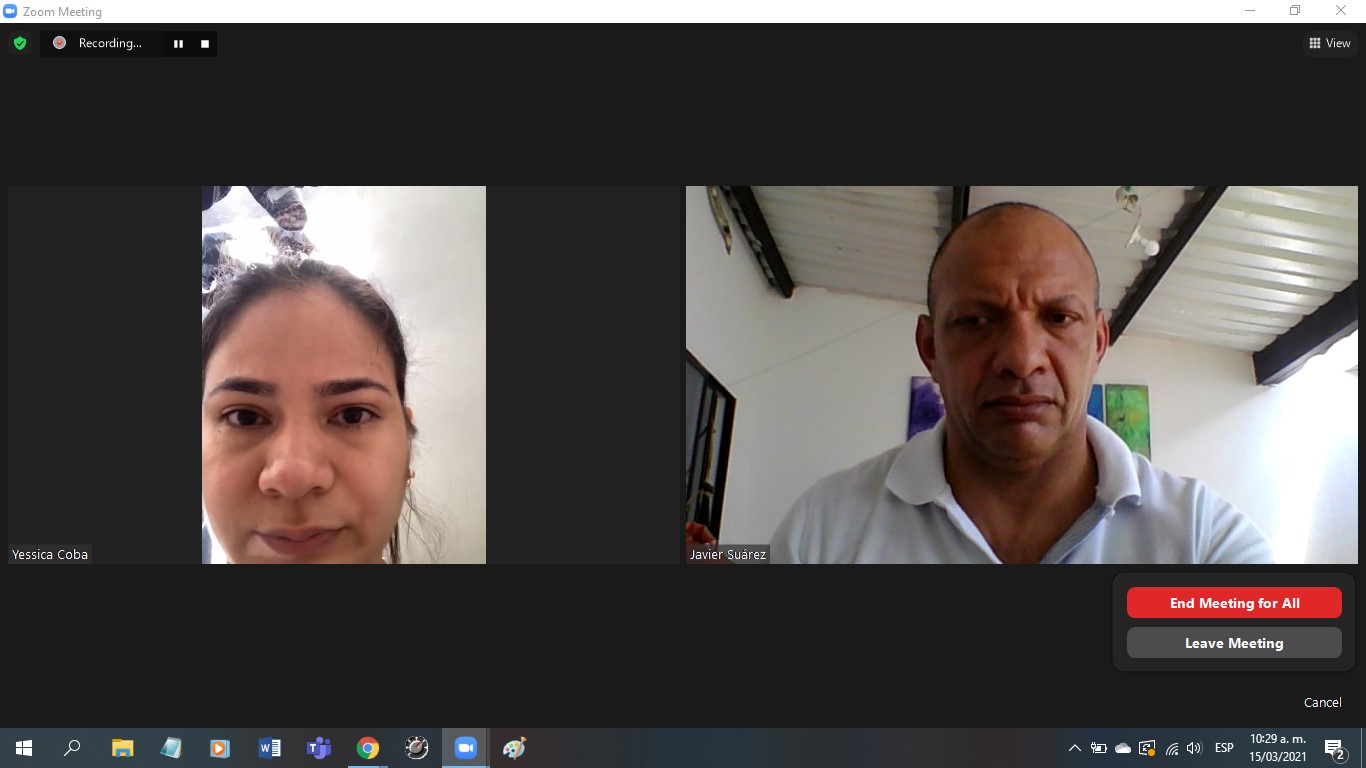 Zoom Meeting
Recording...
View
Yessica Coba
Javier Suárez
End Meeting for All
Leave Meeting
Cancel
ESP
10:29 a. m.
15/03/2021
2